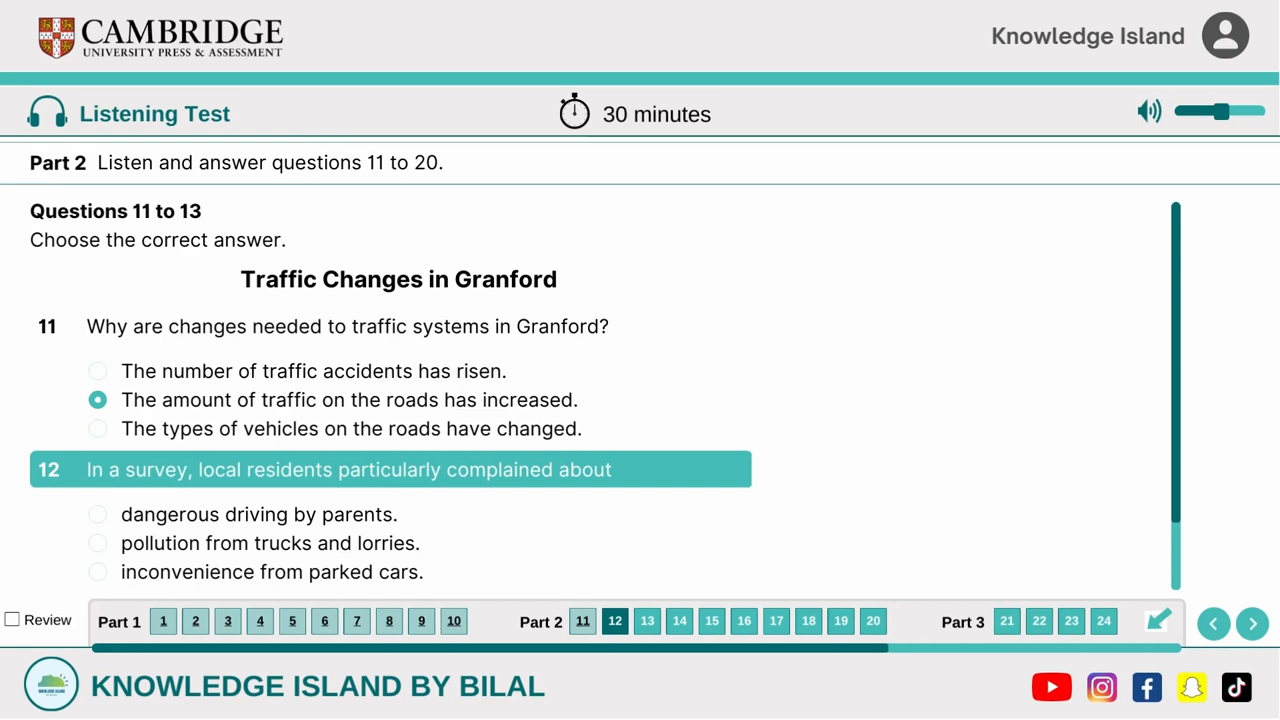 CAMBRIDGE
UNIVERSITY PRESS & ASSESSMENT
Knowledge Island
Listening Test
30 minutes
Part 2 Listen and answer questions 11 to 20.
Questions 11 to 13
Choose the correct answer.
Traffic Changes in Granford
11 Why are changes needed to traffic systems in Granford?
The number of traffic accidents has risen.
The amount of traffic on the roads has increased.
The types of vehicles on the roads have changed.
12 In a survey, local residents particularly complained about
dangerous driving by parents.
pollution from trucks and lorries.
inconvenience from parked cars.
Review Part 1 1 2 3 4 5 6 7 8 9 10 Part 2 11 12 13 14 15 16 17 18 19 20 Part 3 21 22 23 24
KNOWLEDGE ISLAND BY BILAL